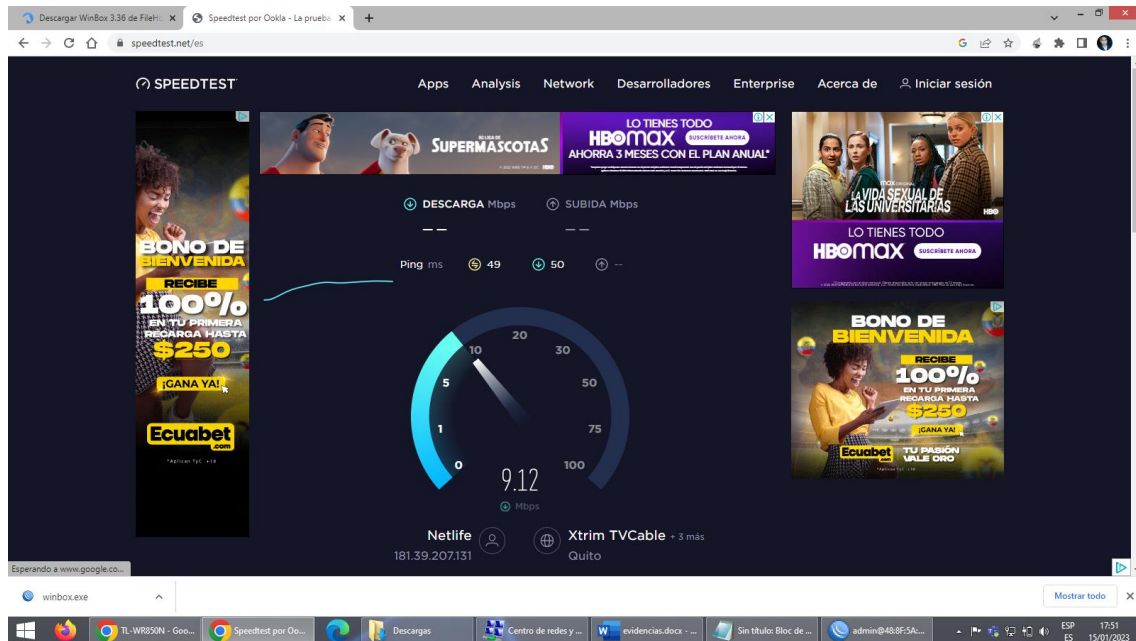 Descargar WinBox 3.36 de FileHo
Speedtest por Ookla - La prueba
speedtest.net/es
SPEEDTEST
Apps Analysis Network Desarrolladores Enterprise Acerca de Iniciar sesión
BONO DE
BIENVENIDA
RECIBE
100%
EN TU PRIMERA
RECARGA HASTA
$250
¡GANA YA!
Ecuabet
.com
*Aplican TyC +18
SUPERMASCOTAS
LO TIENES TODO
HBOMAX SUSCRÍBETE AHORA
AHORRA 3 MESES CON EL PLAN ANUAL*
DESCARGA Mbps SUBIDA Mbps
Ping ms 49 50 --
0
1
5
10
20
30
50
75
100
9.12
Mbps
Netlife
181.39.207.131
Xtrim TVCable + 3 más
Quito
LA VIDA SEXUAL DE
LAS UNIVERSITARIAS
HBO
LO TIENES TODO
HBOMAX SUSCRÍBETE AHORA
BONO DE
BIENVENIDA
RECIBE
100%
EN TU PRIMERA
RECARGA HASTA
$250
¡GANA YA!
Ecuabet
.com
TU PASIÓN
VALE ORO
Esperando a www.google.co...
winbox.exe
Mostrar todo
TL-WR850N - Goo...
Speedtest por Oo...
Descargas
Centro de redes y ...
evidencias.docx - ...
Sin título: Bloc de ...
admin@48:8F:5A:...
ESP
ES
17:51
15/01/2023